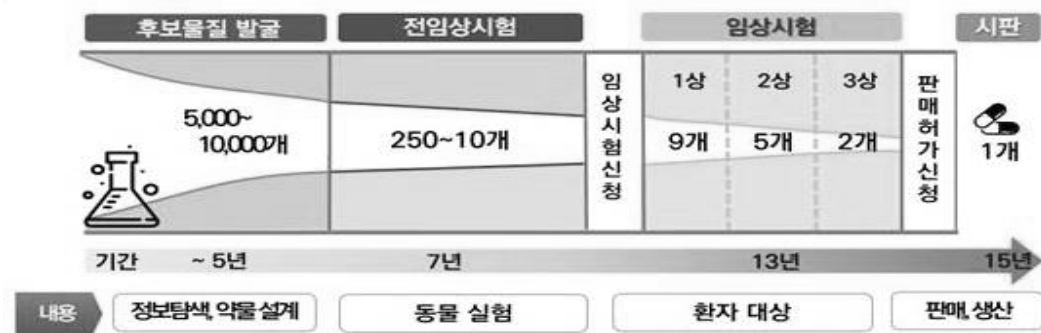 후보물질 발굴
전임상시험
임상시험
시판
5,000~
10,000개
250~10개
임상시험신청
1상
2상
3상
9개
5개
2개
판매허가신청
1개
기간
~ 5년
7년
13년
15년
내용
정보탐색, 약물 설계
동물 실험
환자 대상
판매, 생산